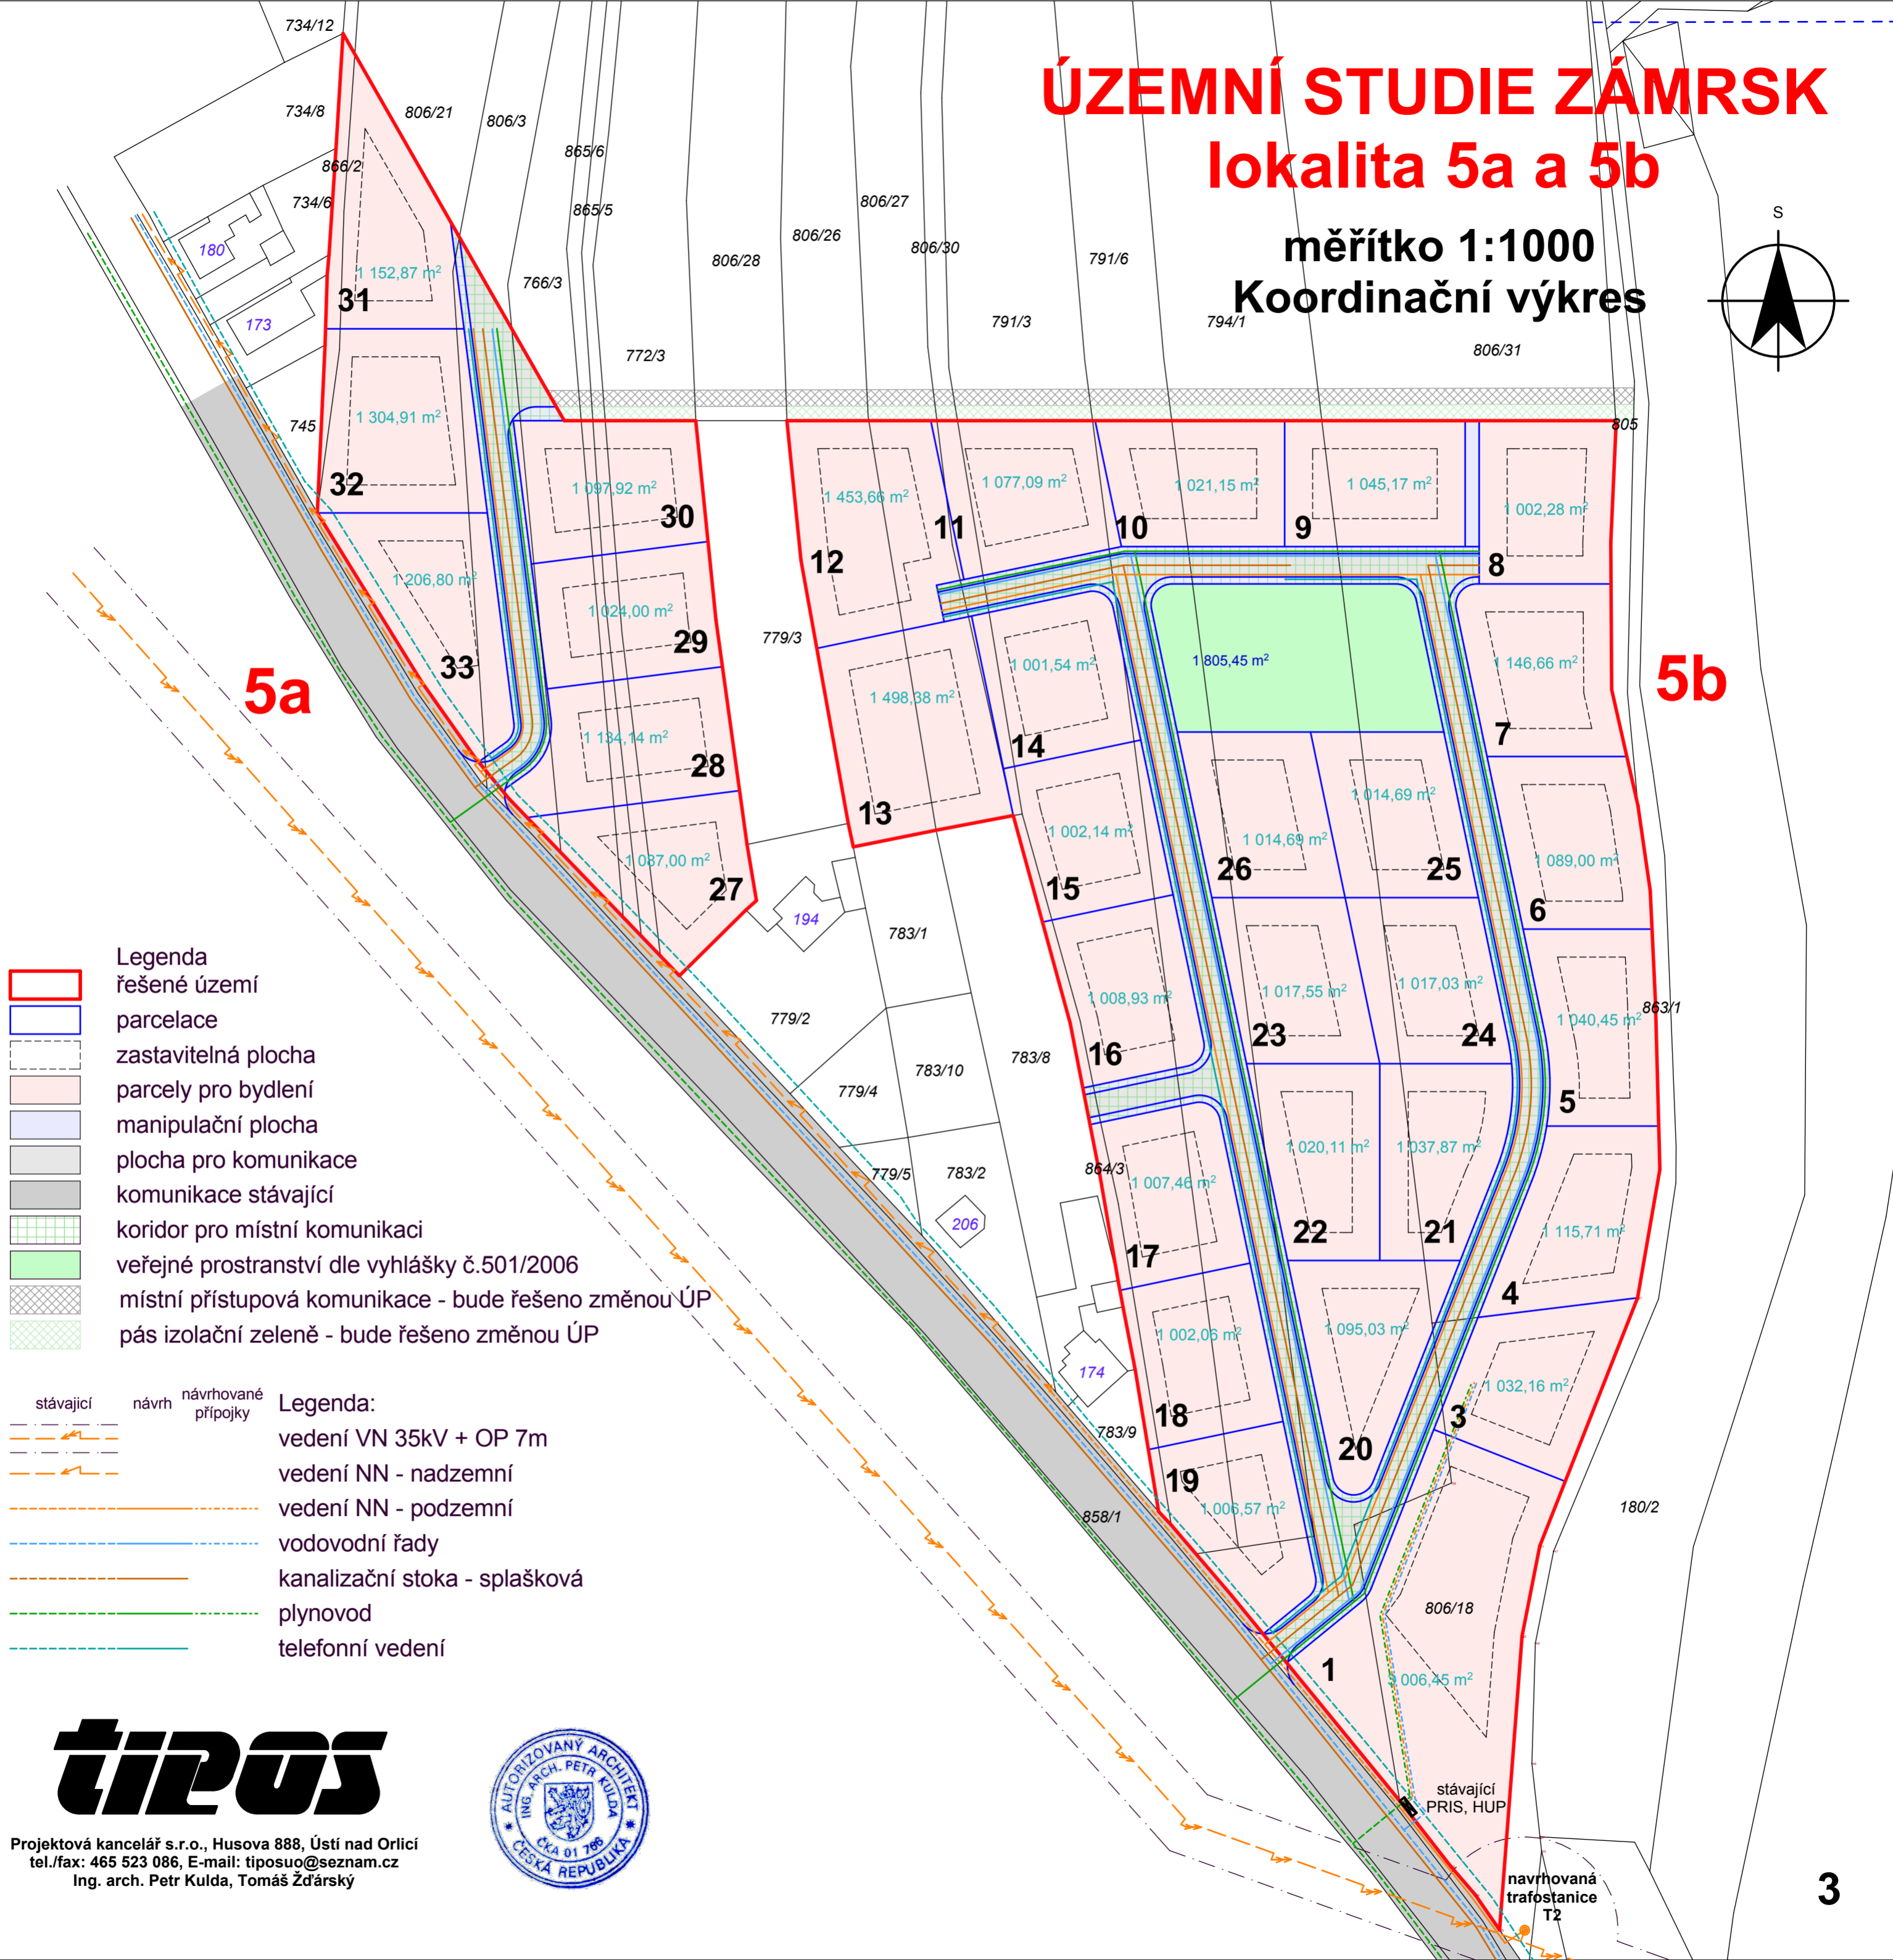 734/12
ÚZEMNÍ STUDIE ZÁMRSK
lokalita 5a a 5b
měřítko 1:1000
Koordinační výkres
S
734/8
806/21
806/3
865/6
866/2
734/6
865/5
806/27
806/26
806/30
806/28
791/6
180
766/3
1 152,87 m²
31
173
791/3
794/1
806/31
772/3
745
1 304,91 m²
32
805
1 097,92 m²
30
1 453,66 m²
12
1 077,09 m²
11
1 021,15 m²
10
1 045,17 m²
9
1 002,28 m²
8
1 206,80 m²
33
1 024,00 m²
29
779/3
1 001,54 m²
14
1 805,45 m²
1 146,66 m²
7
5a
5b
1 498,38 m²
13
1 134,14 m²
28
1 002,14 m²
15
1 014,69 m²
26
1 014,69 m²
25
1 089,00 m²
6
1 087,00 m²
27
194
783/1
1 008,93 m²
16
1 017,55 m²
23
1 017,03 m²
24
1 040,45 m²
5
863/1
779/2
783/8
783/10
779/4
779/5
783/2
864/3
206
1 007,46 m²
17
1 020,11 m²
22
1 037,87 m²
21
1 115,71 m²
4
1 002,06 m²
18
1 095,03 m²
20
1 032,16 m²
3
174
783/9
19
1 006,57 m²
858/1
180/2
806/18
1
006,45 m²
stávající
PRIS, HUP
navrhovaná
trafostanice
T2
3
Legenda
řešené území
parcelace
zastavitelná plocha
parcely pro bydlení
manipulační plocha
plocha pro komunikace
komunikace stávající
koridor pro místní komunikaci
veřejné prostranství dle vyhlášky č.501/2006
místní přístupová komunikace - bude řešeno změnou ÚP
pás izolační zeleně - bude řešeno změnou ÚP
stávajicí návrh návrhované přípojky Legenda:
vedení VN 35kV + OP 7m
vedení NN - nadzemní
vedení NN - podzemní
vodovodní řady
kanalizační stoka - splašková
plynovod
telefonní vedení
tipos
Projektová kancelář s.r.o., Husova 888, Ústí nad Orlicí
tel./fax: 465 523 086, E-mail: tiposuo@seznam.cz
Ing. arch. Petr Kulda, Tomáš Žďárský
AUTORIZOVANÝ ARCHITEKT
ING. ARCH. PETR KULDA
ČKA 01 766
ČESKÁ REPUBLIKA